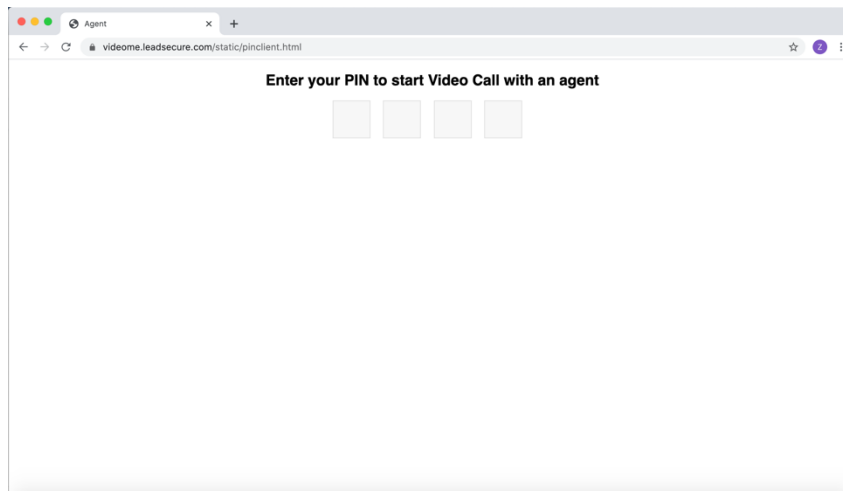 Agent
videome.leadsecure.com/static/pinclient.html
Z
Enter your PIN to start Video Call with an agent